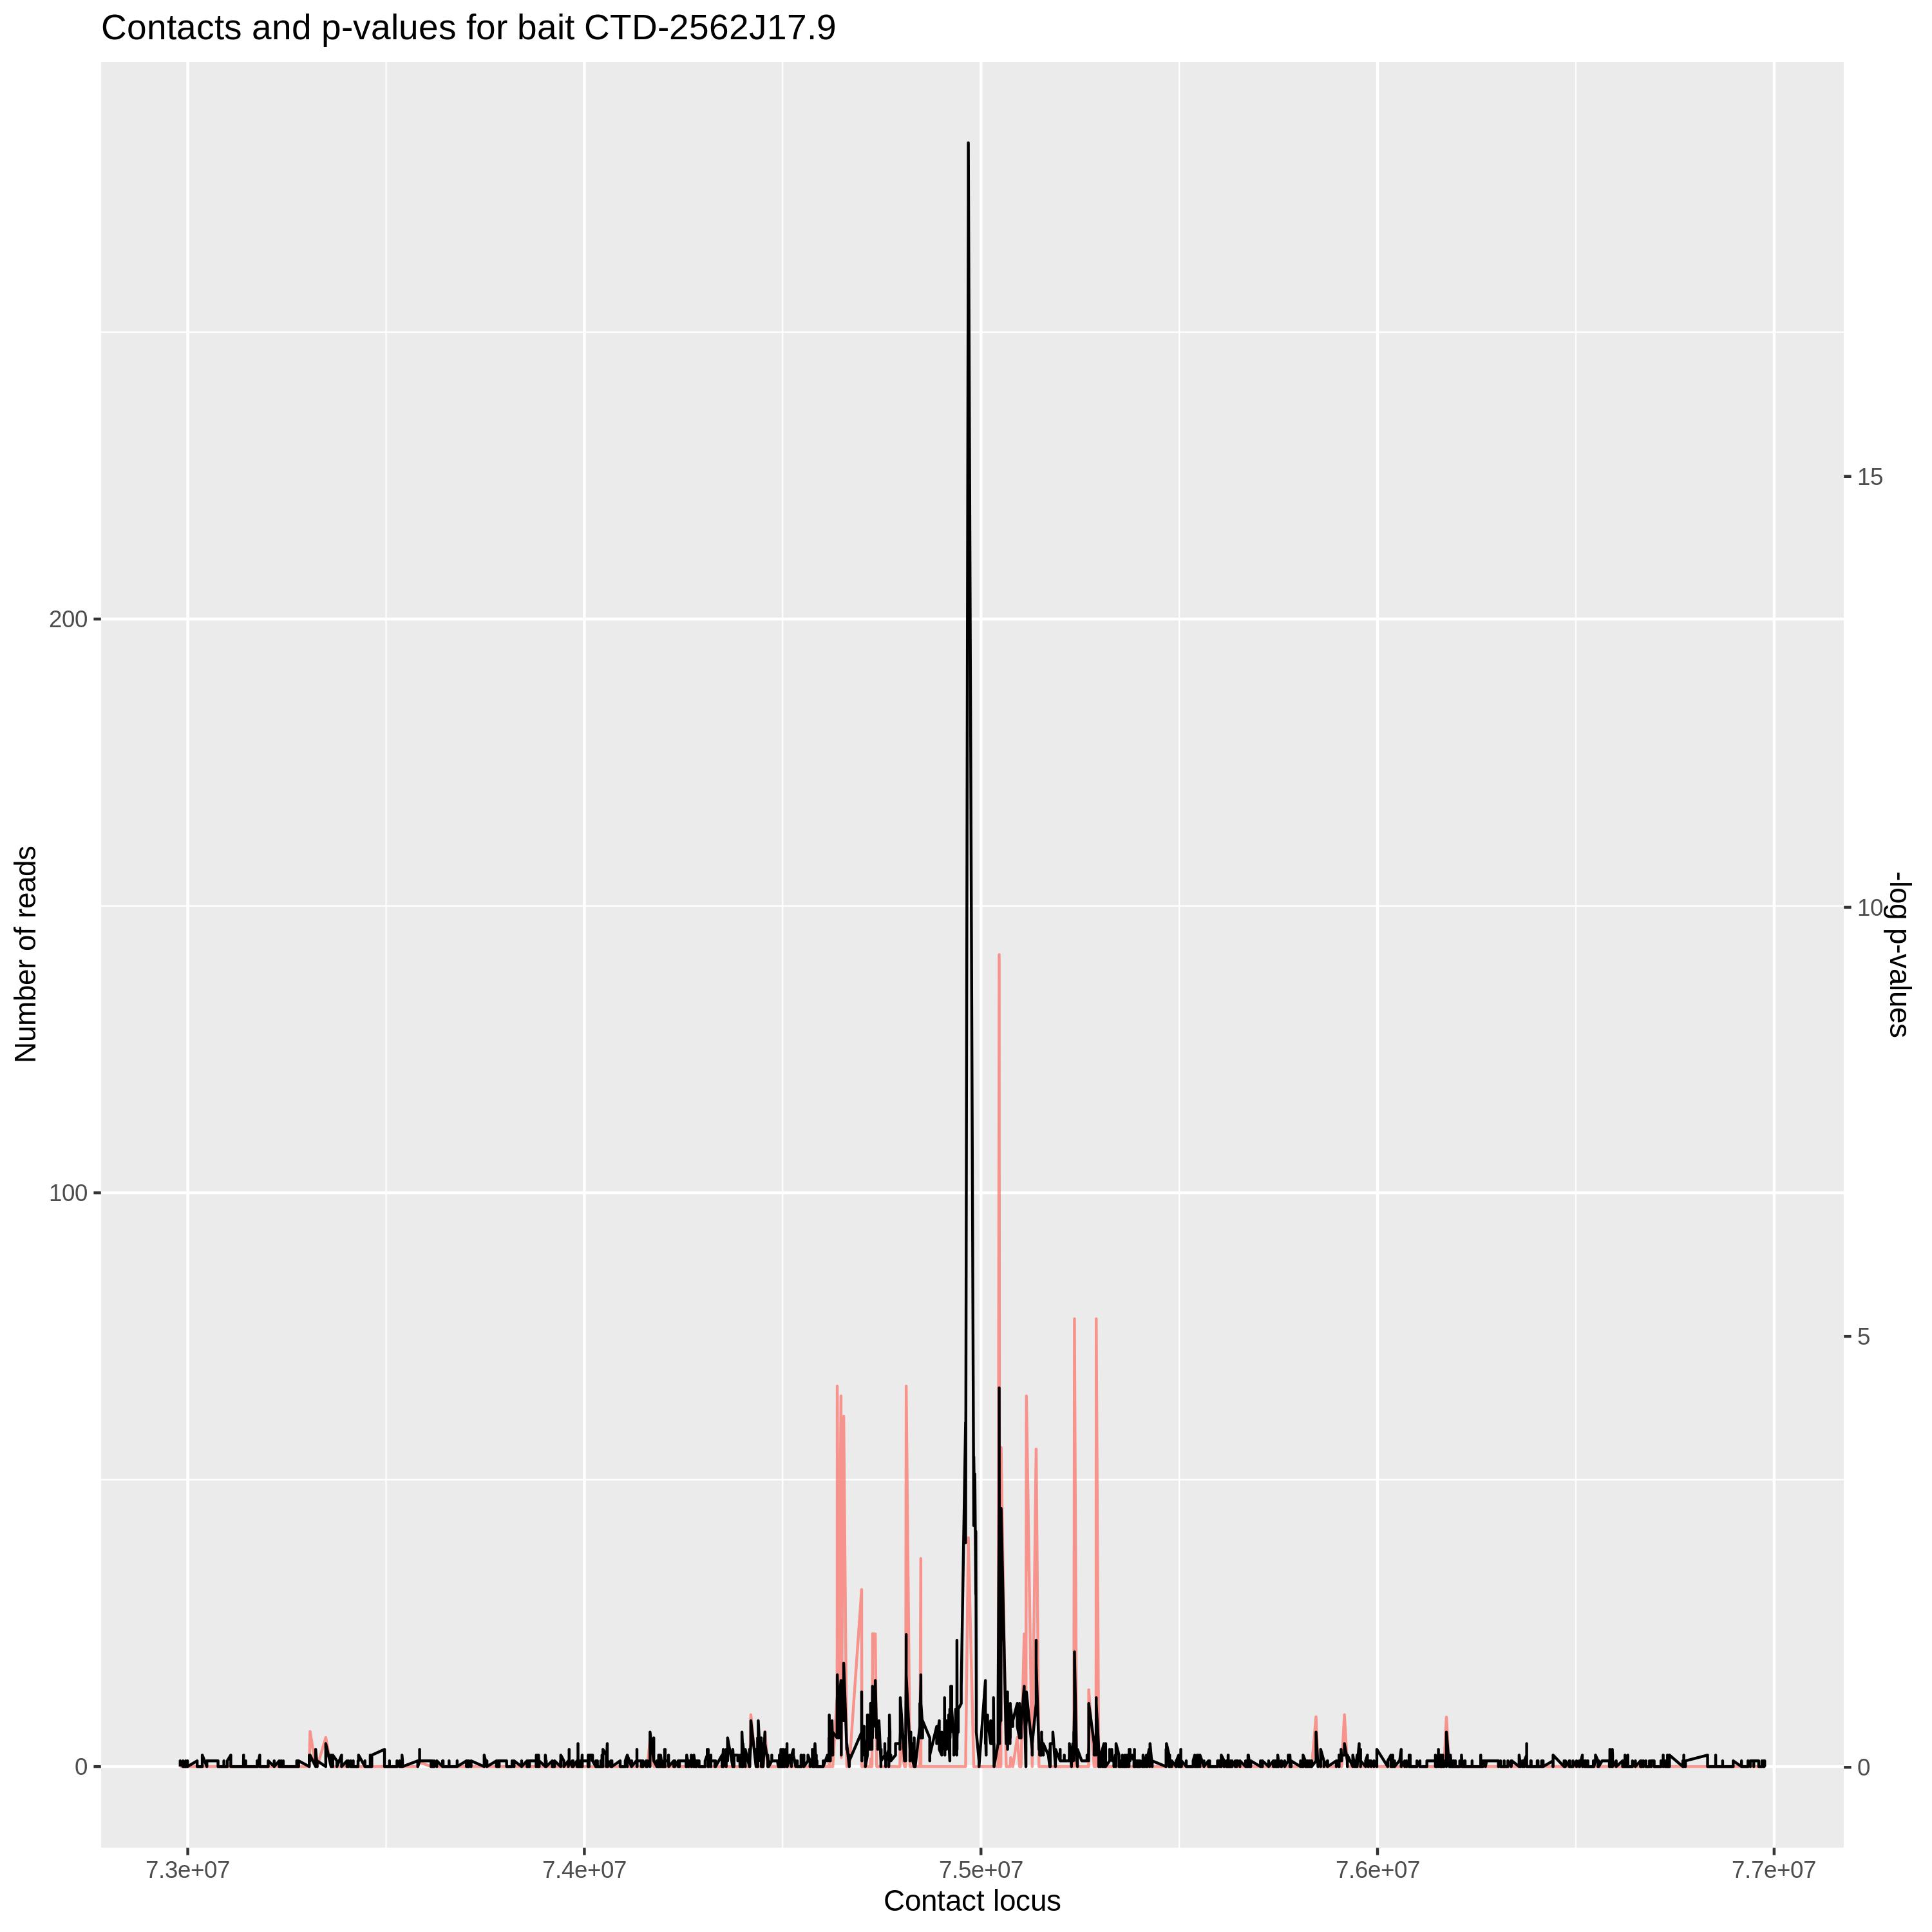 Contacts and p-values for bait CTD-2562J17.9
200
100
0
Number of reads
15
10
5
0
-log p-values
7.3e+07 7.4e+07 7.5e+07 7.6e+07 7.7e+07
Contact locus